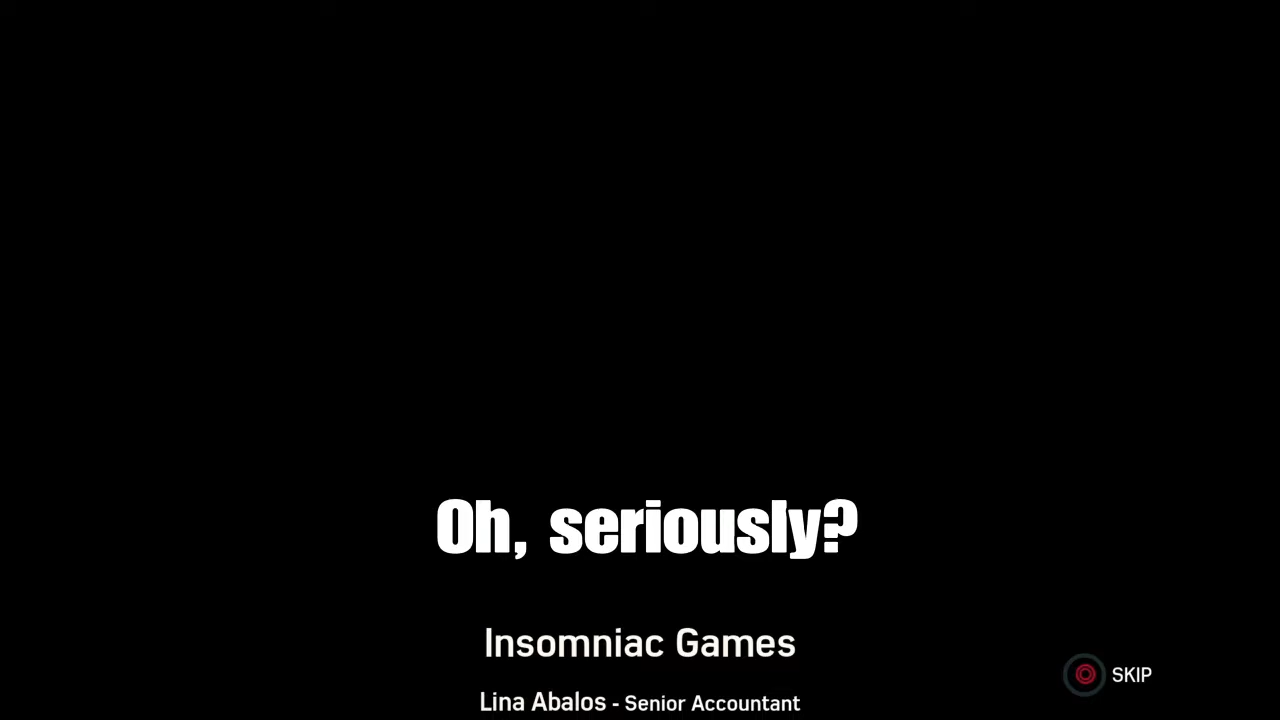 Oh, seriously?
Insomniac Games
SKIP
Lina Abalos - Senior Accountant